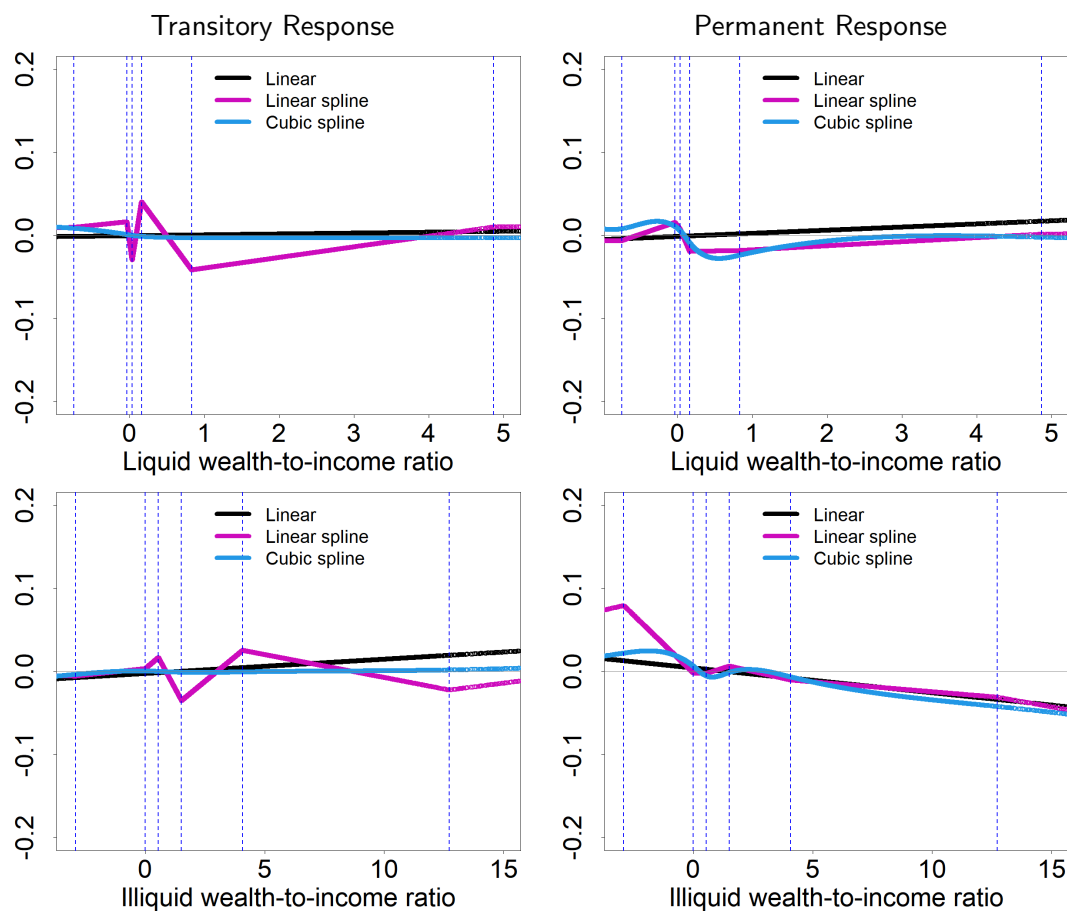 Transitory Response
Permanent Response
0.2
0.1
0.0
-0.1
-0.2
Linear
Linear spline
Cubic spline
0 1 2 3 4 5
Liquid wealth-to-income ratio
0.2
0.1
0.0
-0.1
-0.2
Linear
Linear spline
Cubic spline
0 1 2 3 4 5
Liquid wealth-to-income ratio
0.2
0.1
0.0
-0.1
-0.2
Linear
Linear spline
Cubic spline
0 5 10 15
Illiquid wealth-to-income ratio
0.2
0.1
0.0
-0.1
-0.2
Linear
Linear spline
Cubic spline
0 5 10 15
Illiquid wealth-to-income ratio